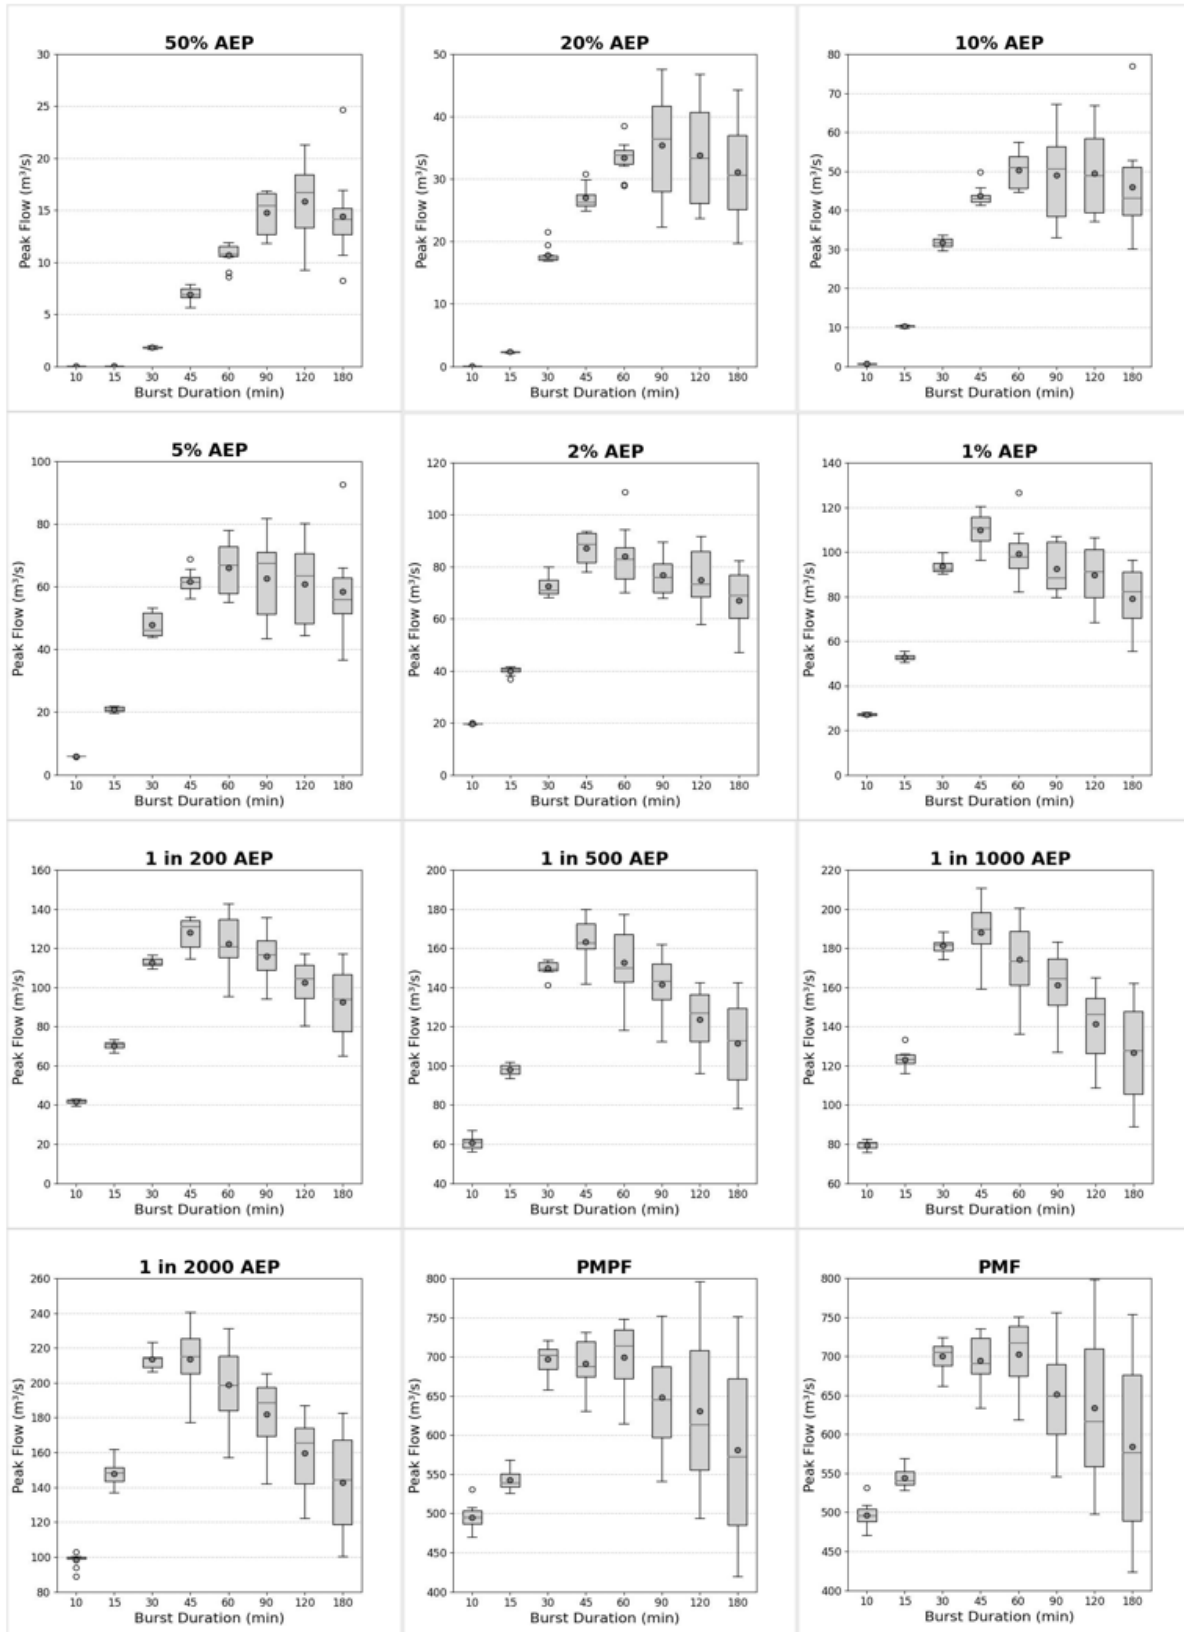 50% AEP
30
25
20
15
10
5
0
Peak Flow (m³/s)
10 15 30 45 60 90 120 180
Burst Duration (min)
20% AEP
50
40
30
20
10
0
Peak Flow (m³/s)
10 15 30 45 60 90 120 180
Burst Duration (min)
10% AEP
80
70
60
50
40
30
20
10
0
Peak Flow (m³/s)
10 15 30 45 60 90 120 180
Burst Duration (min)
5% AEP
100
80
60
40
20
0
Peak Flow (m³/s)
10 15 30 45 60 90 120 180
Burst Duration (min)
2% AEP
120
100
80
60
40
20
0
Peak Flow (m³/s)
10 15 30 45 60 90 120 180
Burst Duration (min)
1% AEP
140
120
100
80
60
40
20
0
Peak Flow (m³/s)
10 15 30 45 60 90 120 180
Burst Duration (min)
1 in 200 AEP
160
140
120
100
80
60
40
20
0
Peak Flow (m³/s)
10 15 30 45 60 90 120 180
Burst Duration (min)
1 in 500 AEP
200
180
160
140
120
100
80
60
40
Peak Flow (m³/s)
10 15 30 45 60 90 120 180
Burst Duration (min)
1 in 1000 AEP
220
200
180
160
140
120
100
80
60
Peak Flow (m³/s)
10 15 30 45 60 90 120 180
Burst Duration (min)
1 in 2000 AEP
260
240
220
200
180
160
140
120
100
80
Peak Flow (m³/s)
10 15 30 45 60 90 120 180
Burst Duration (min)
PMPF
800
750
700
650
600
550
500
450
400
Peak Flow (m³/s)
10 15 30 45 60 90 120 180
Burst Duration (min)
PMF
800
750
700
650
600
550
500
450
400
Peak Flow (m³/s)
10 15 30 45 60 90 120 180
Burst Duration (min)